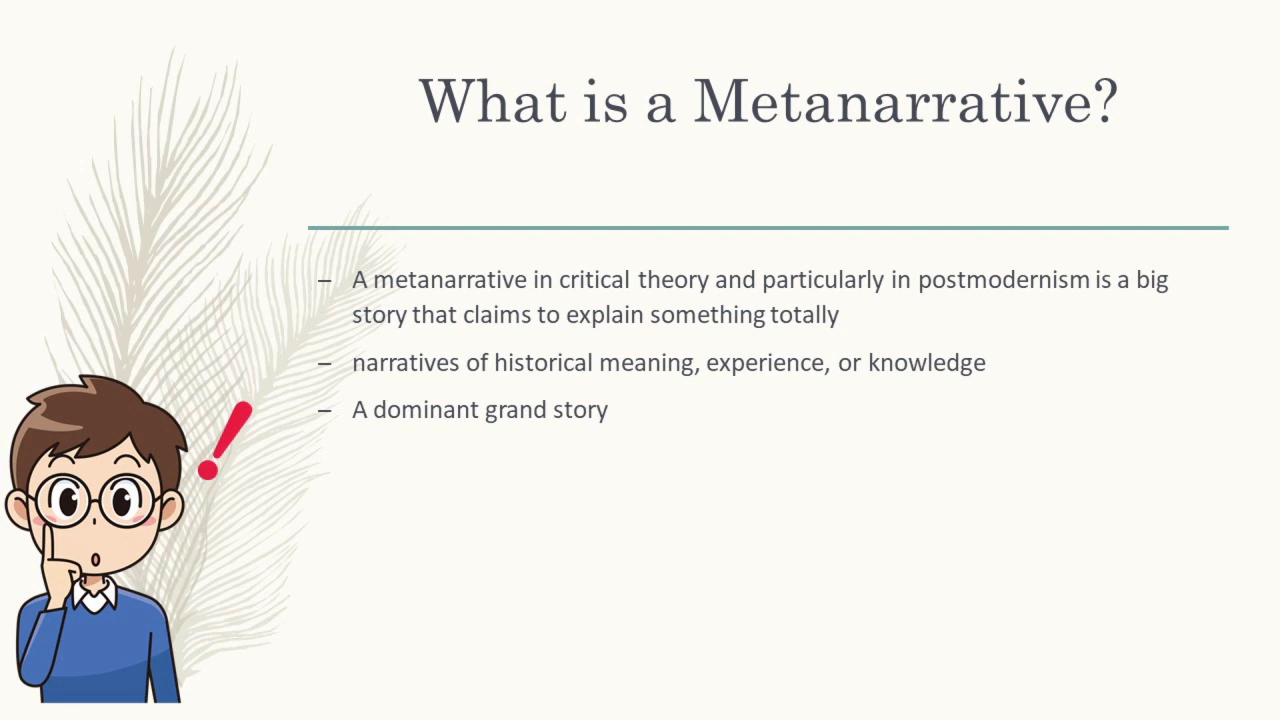 What is a Metanarrative?
– A metanarrative in critical theory and particularly in postmodernism is a big
story that claims to explain something totally
– narratives of historical meaning, experience, or knowledge
– A dominant grand story